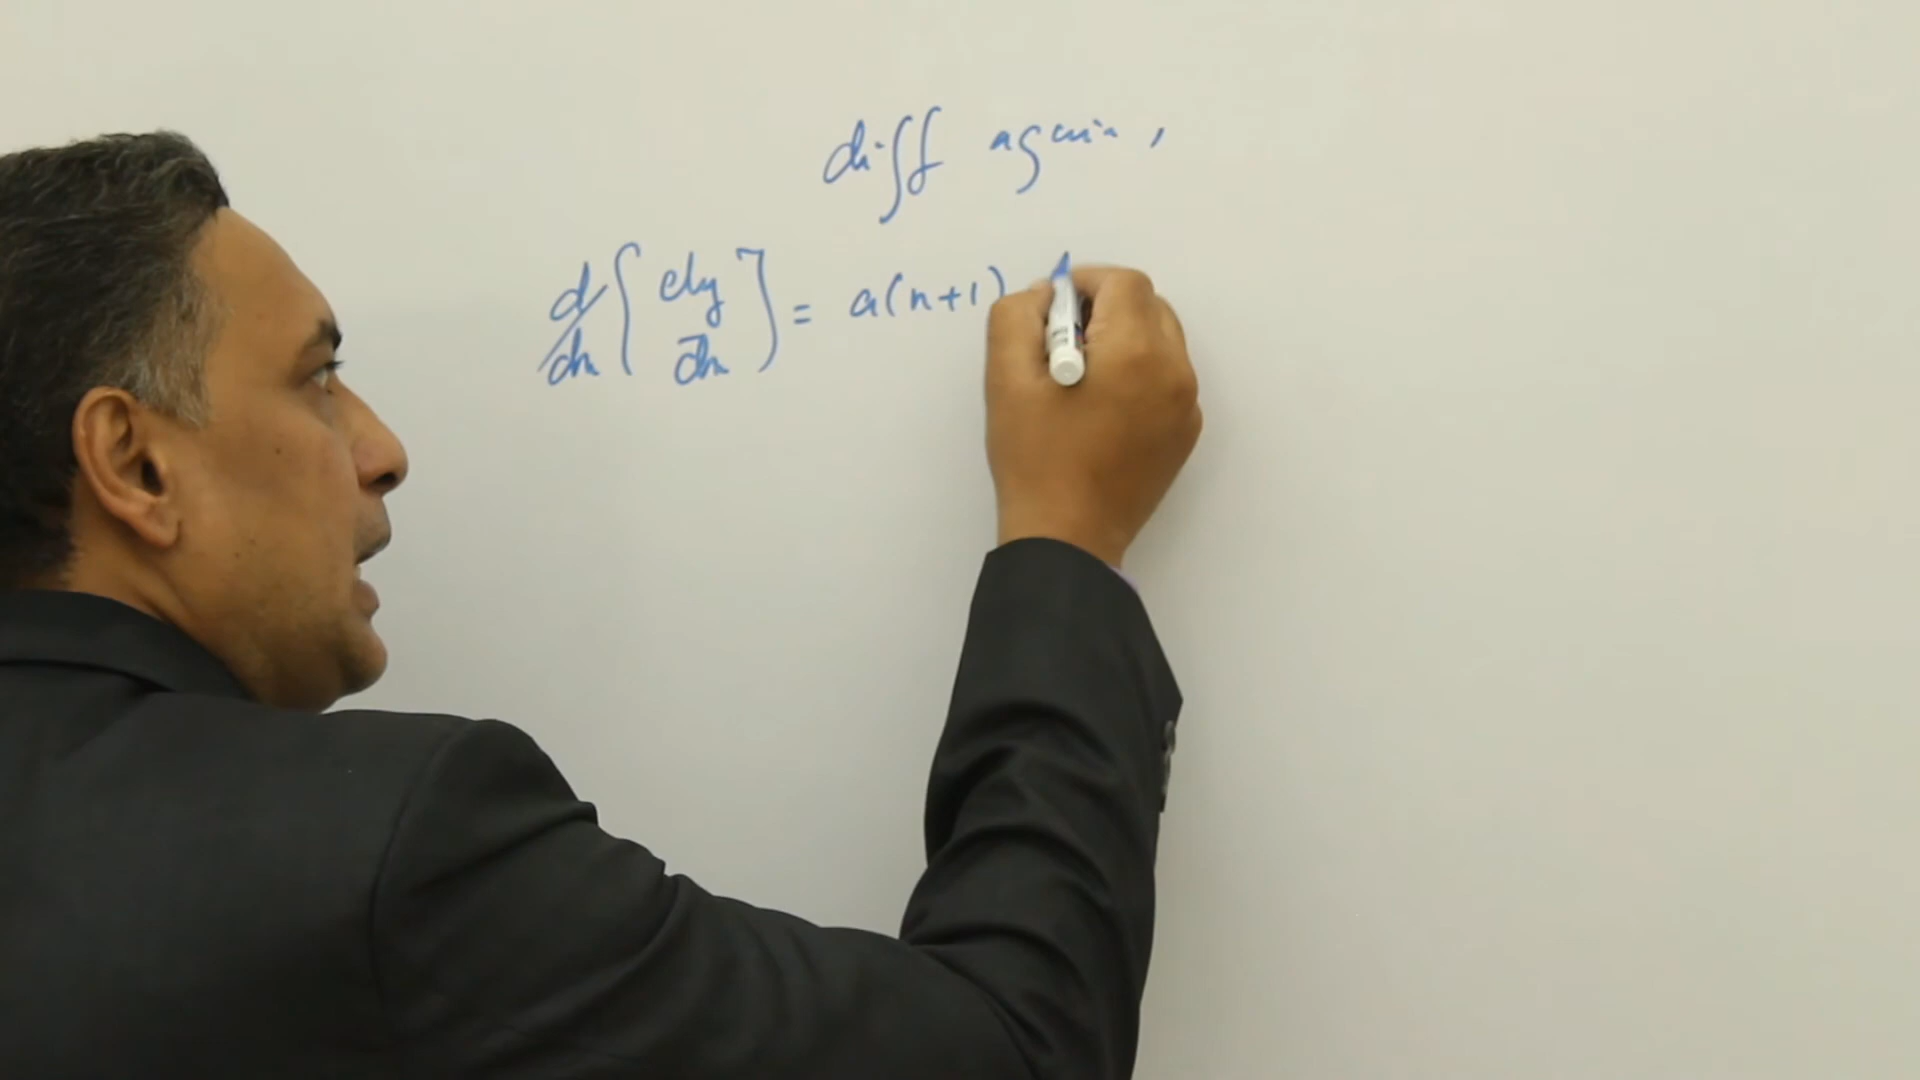 diff again,
d/dx [ dy/dx ] = a(n+1) d